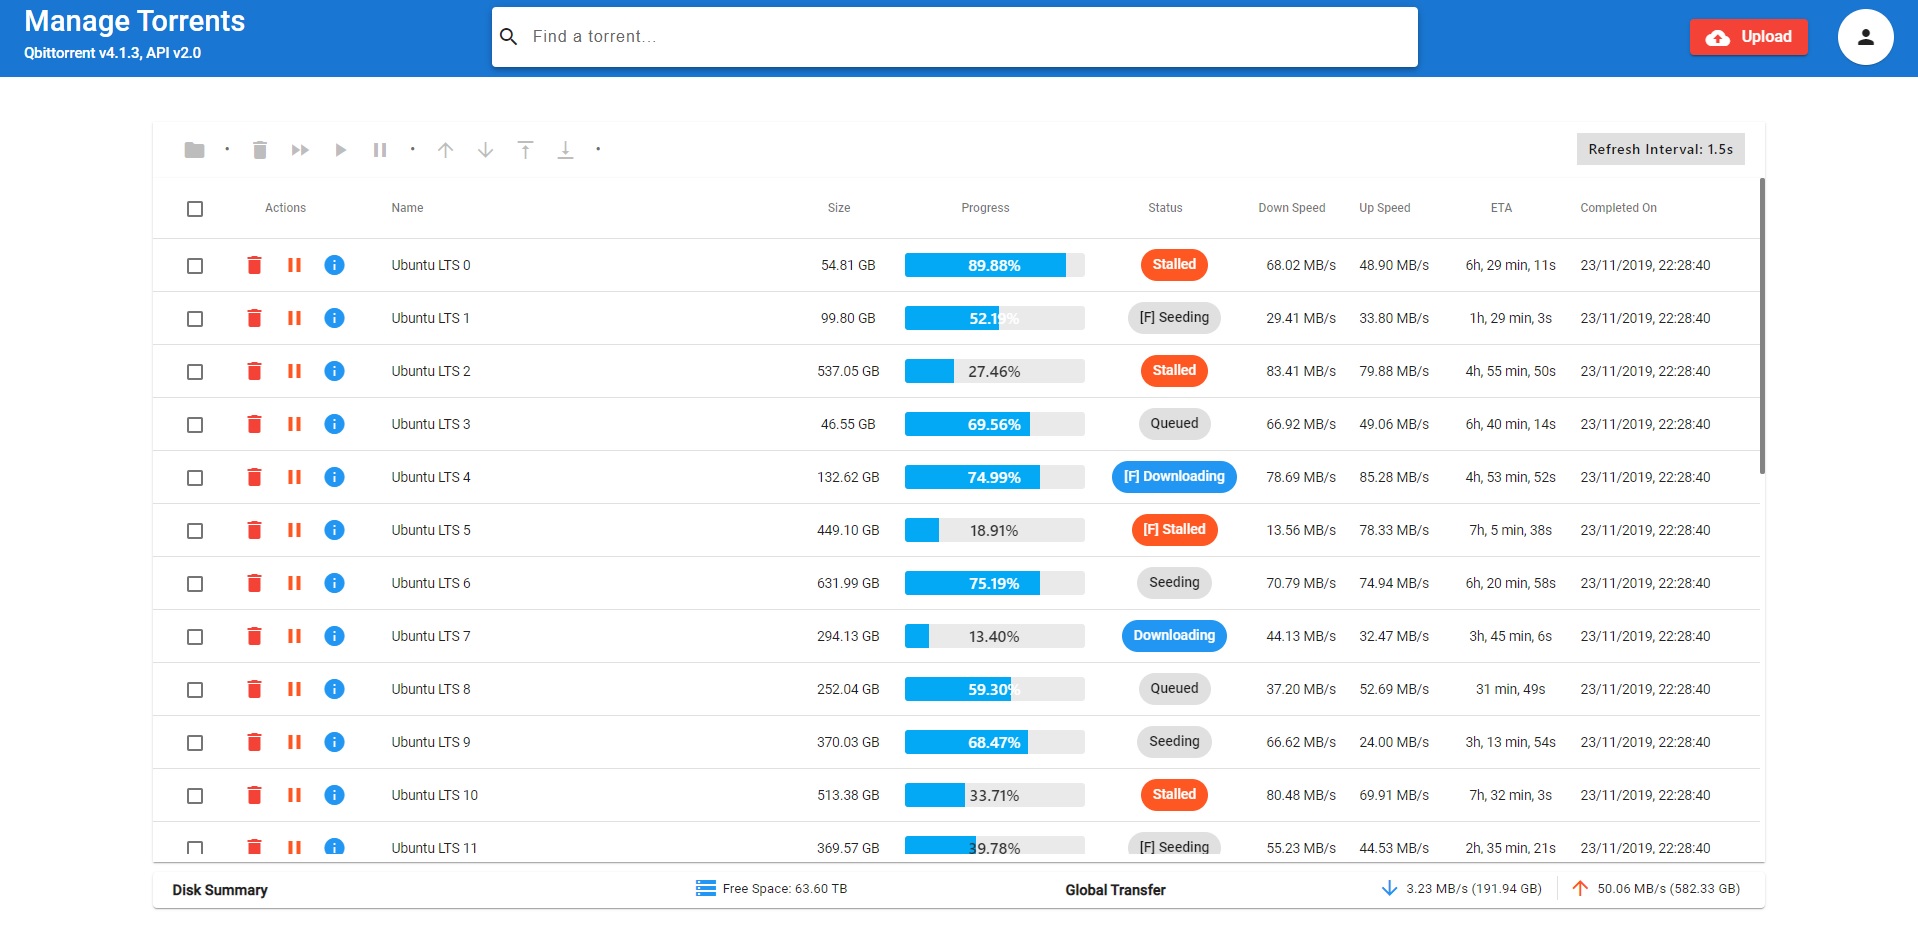 Manage Torrents
Qbittorrent v4.1.3, API v2.0
Find a torrent...
Upload
Refresh Interval: 1.5s
Actions Name Size Progress Status Down Speed Up Speed ETA Completed On
Ubuntu LTS 0 54.81 GB 89.88% Stalled 68.02 MB/s 48.90 MB/s 6h, 29 min, 11s 23/11/2019, 22:28:40
Ubuntu LTS 1 99.80 GB 52.19% [F] Seeding 29.41 MB/s 33.80 MB/s 1h, 29 min, 3s 23/11/2019, 22:28:40
Ubuntu LTS 2 537.05 GB 27.46% Stalled 83.41 MB/s 79.88 MB/s 4h, 55 min, 50s 23/11/2019, 22:28:40
Ubuntu LTS 3 46.55 GB 69.56% Queued 66.92 MB/s 49.06 MB/s 6h, 40 min, 14s 23/11/2019, 22:28:40
Ubuntu LTS 4 132.62 GB 74.99% [F] Downloading 78.69 MB/s 85.28 MB/s 4h, 53 min, 52s 23/11/2019, 22:28:40
Ubuntu LTS 5 449.10 GB 18.91% [F] Stalled 13.56 MB/s 78.33 MB/s 7h, 5 min, 38s 23/11/2019, 22:28:40
Ubuntu LTS 6 631.99 GB 75.19% Seeding 70.79 MB/s 74.94 MB/s 6h, 20 min, 58s 23/11/2019, 22:28:40
Ubuntu LTS 7 294.13 GB 13.40% Downloading 44.13 MB/s 32.47 MB/s 3h, 45 min, 6s 23/11/2019, 22:28:40
Ubuntu LTS 8 252.04 GB 59.30% Queued 37.20 MB/s 52.69 MB/s 31 min, 49s 23/11/2019, 22:28:40
Ubuntu LTS 9 370.03 GB 68.47% Seeding 66.62 MB/s 24.00 MB/s 3h, 13 min, 54s 23/11/2019, 22:28:40
Ubuntu LTS 10 513.38 GB 33.71% Stalled 80.48 MB/s 69.91 MB/s 7h, 32 min, 3s 23/11/2019, 22:28:40
Ubuntu LTS 11 369.57 GB 39.78% [F] Seeding 55.23 MB/s 44.53 MB/s 2h, 35 min, 21s 23/11/2019, 22:28:40
Disk Summary Free Space: 63.60 TB Global Transfer 3.23 MB/s (191.94 GB) 50.06 MB/s (582.33 GB)